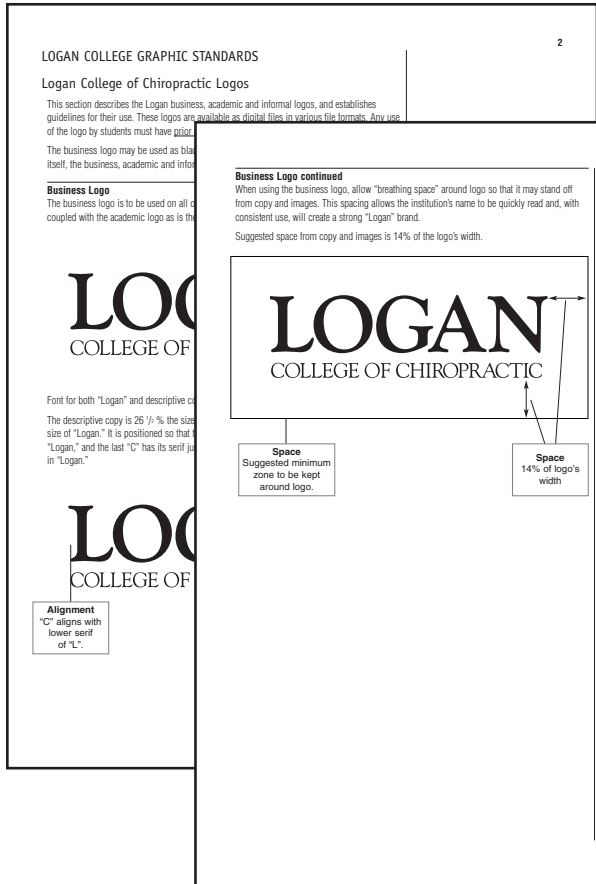 2
LOGAN COLLEGE GRAPHIC STANDARDS
Logan College of Chiropractic Logos
This section describes the Logan business, academic and informal logos, and establishes
guidelines for their use. These logos are available as digital files in various file formats. Any use
of the logo by students must have prior
The business logo may be used as
itself, the business, academic and
Business Logo
The business logo is to be used on all
coupled with the academic logo as is the
LOG
COLLEGE OF
Font for both “Logan” and descriptive
The descriptive copy is 26 ½ % the size
size of “Logan.” It is positioned so that
“Logan,” and the last “C” has its serif
in “Logan.”
LOG
COLLEGE OF
Alignment
“C” aligns with
lower serif
of “L”.
Business Logo continued
When using the business logo, allow “breathing space” around logo so that it may stand off
from copy and images. This spacing allows the institution’s name to be quickly read and, with
consistent use, will create a strong “Logan” brand.
Suggested space from copy and images is 14% of the logo’s width.
LOGAN
COLLEGE OF CHIROPRACTIC
Space
Suggested minimum
zone to be kept
around logo.
Space
14% of logo’s
width